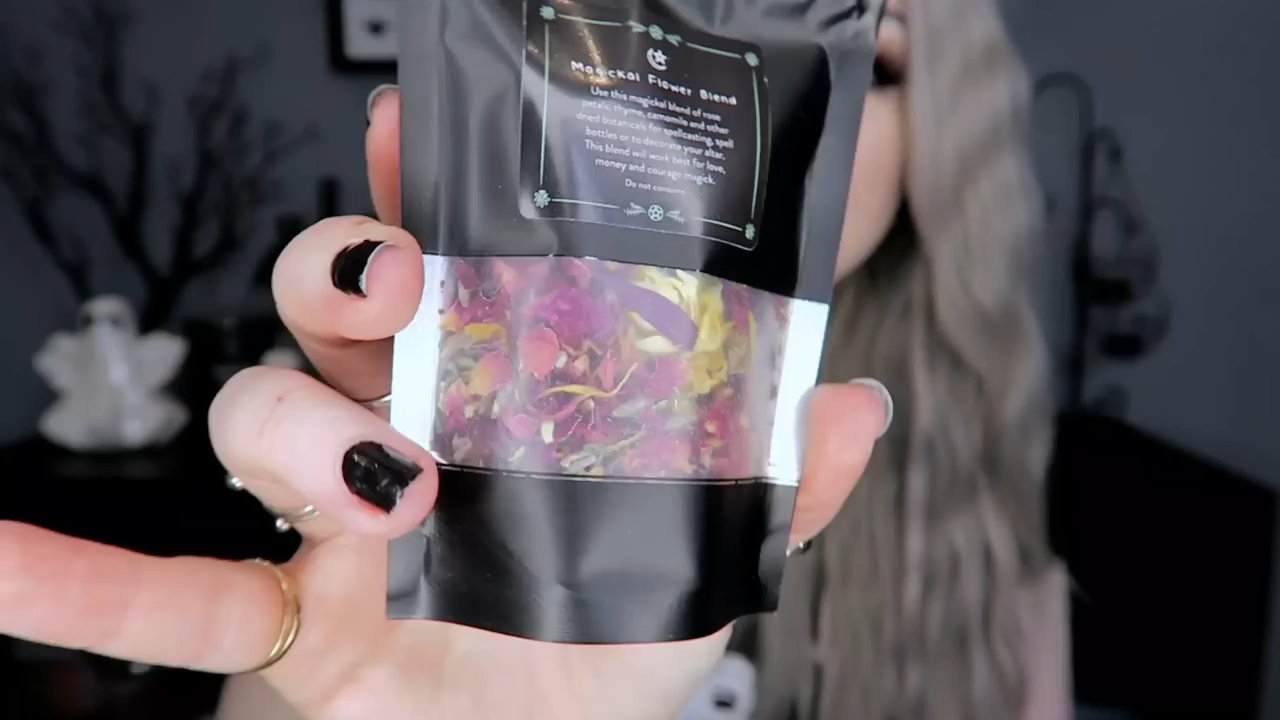 Magickal Flower Blend
Use this magickal blend of rose
petals, thyme, camomile and other
dried botanicals for spellcasting, spell
bottles or to decorate your altar.
This blend will work best for love,
money and courage magick.
Do not consume